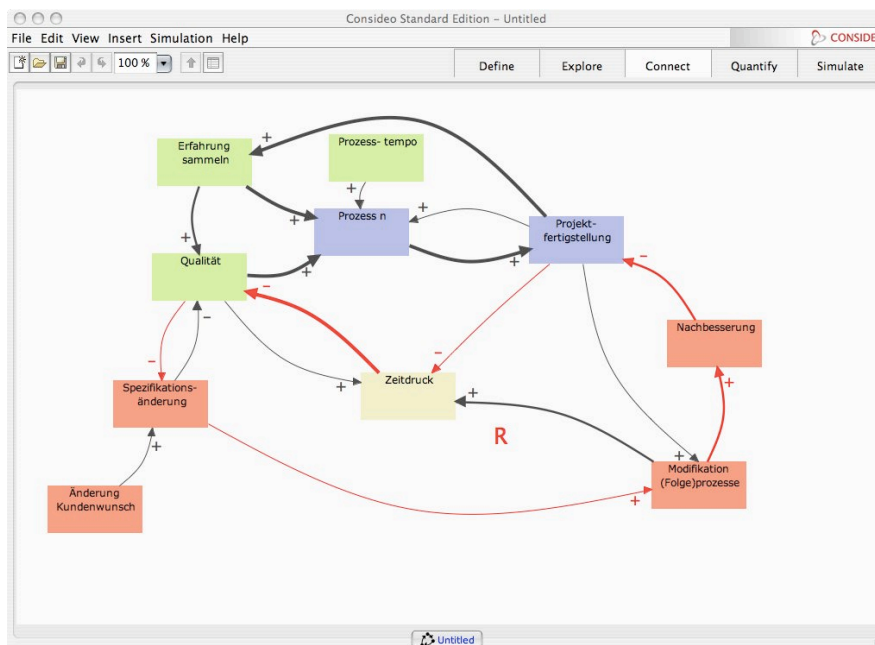 Consideo Standard Edition – Untitled
File Edit View Insert Simulation Help
CONSIDE
100 %
Define Explore Connect Quantify Simulate
Erfahrung
sammeln
+
Prozess- tempo
+
+
Prozess n
+
Projekt-
fertigstellung
+
Qualität
+
+
–
–
Nachbesserung
–
–
–
Zeitdruck
+
+
Spezifikations-
änderung
+
R
+
Änderung
Kundenwunsch
+
Modifikation
(Folge)prozesse
+
Untitled